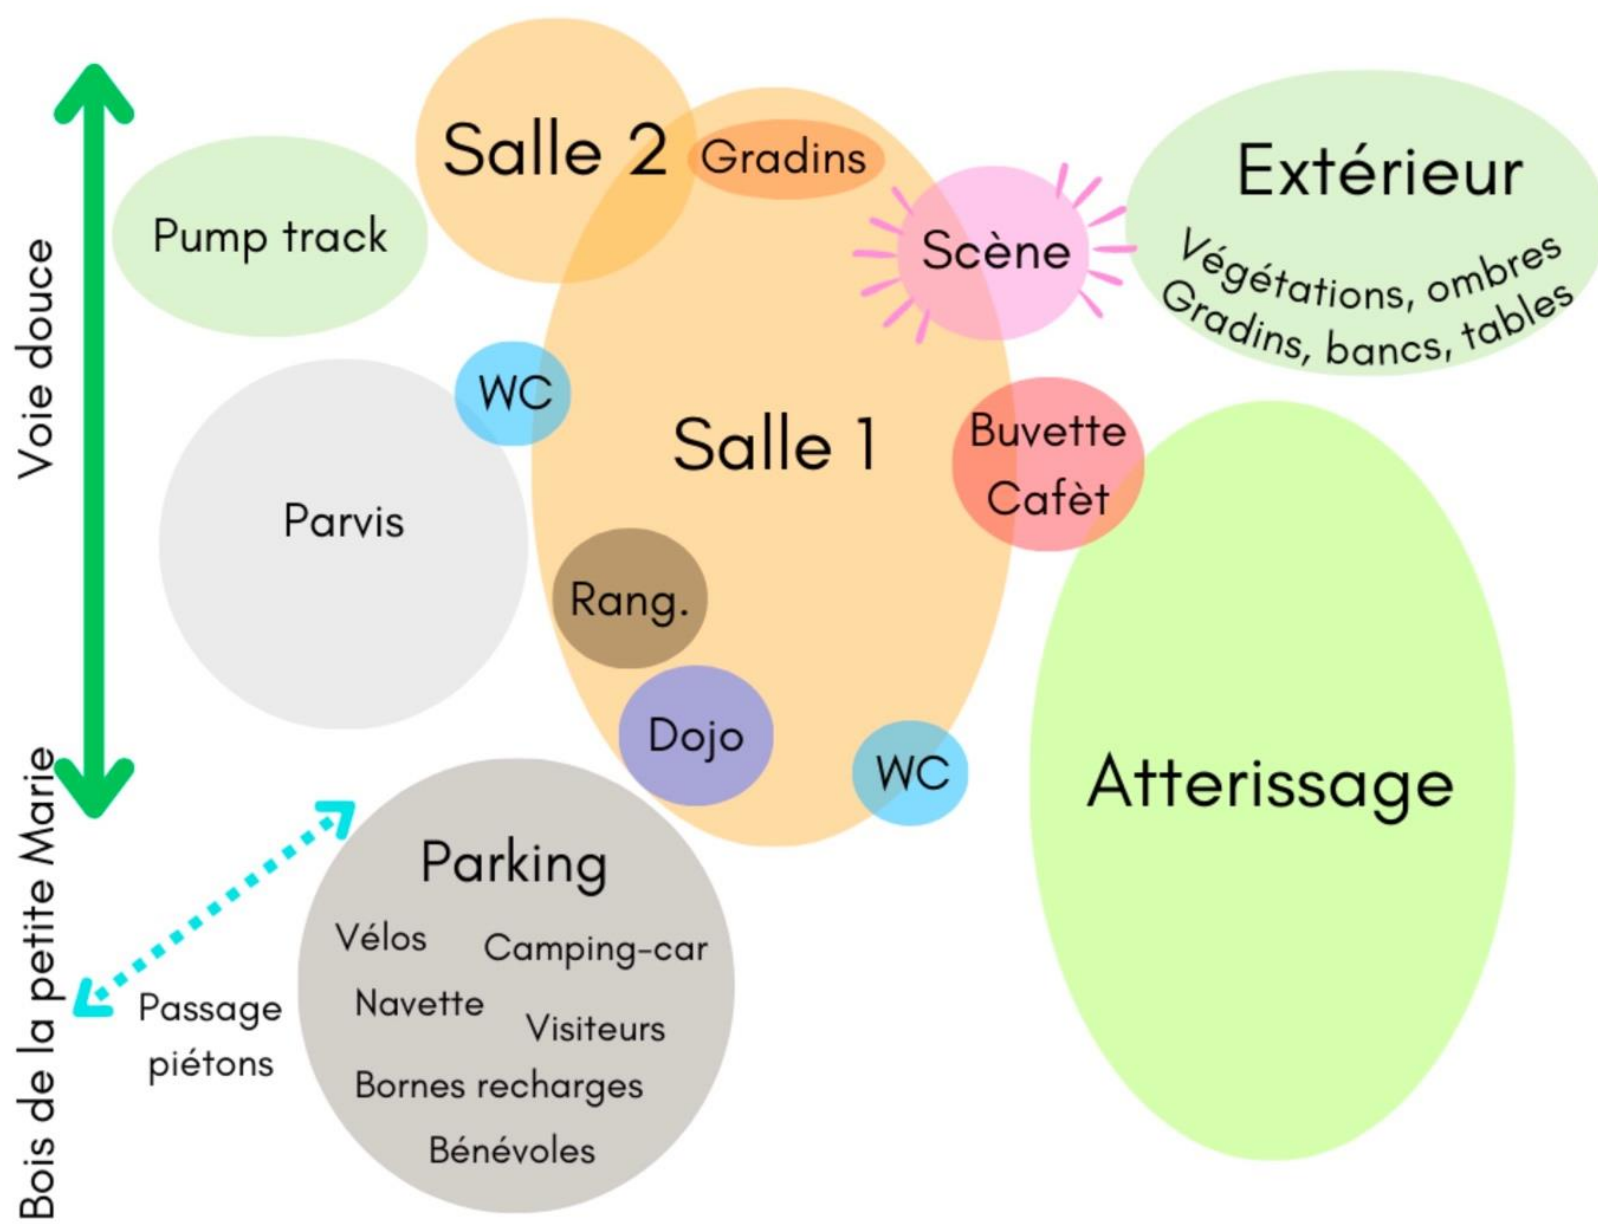 Salle 2
Gradins
Extérieur
Végétations, ombres
Gradins, bancs, tables
Pump track
Scène
Voie douce
WC
Salle 1
Buvette
Cafèt
Parvis
Rang.
Dojo
WC
Atterissage
Parking
Vélos
Camping-car
Navette
Visiteurs
Bornes recharges
Bénévoles
Passage
piétons
Bois de la petite Marie